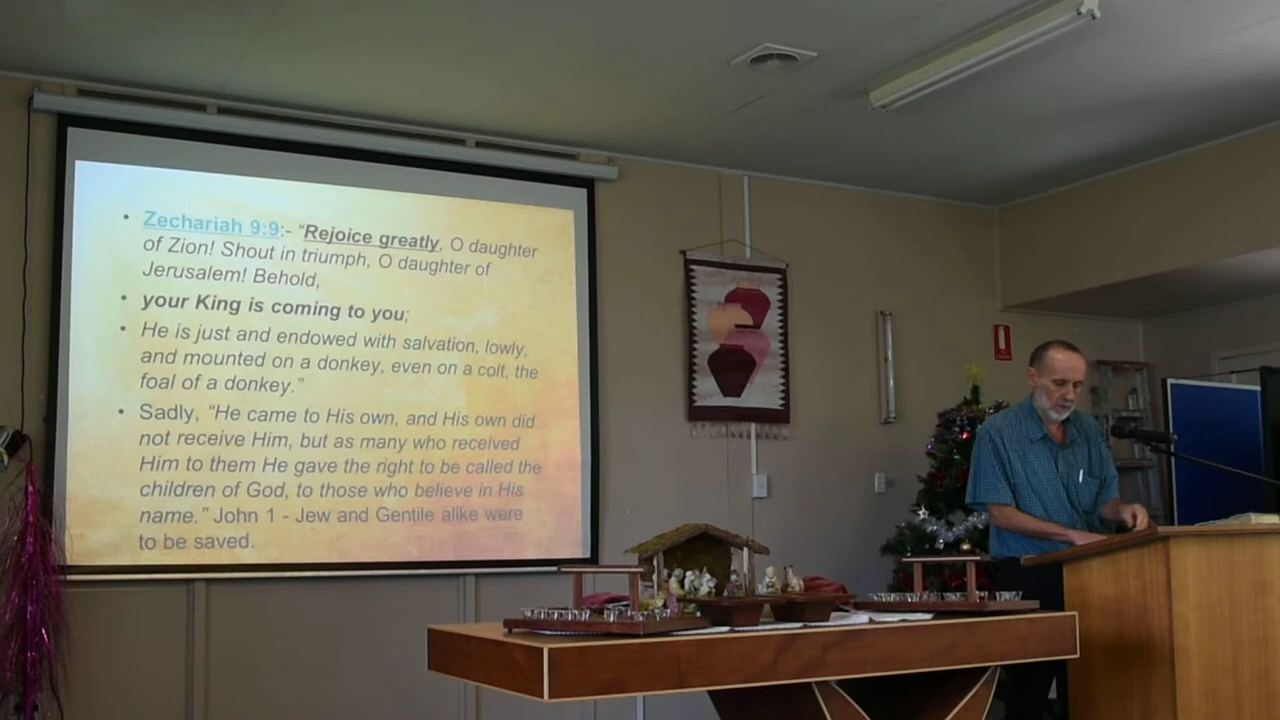 • Zechariah 9:9:- “Rejoice greatly, O daughter
of Zion! Shout in triumph, O daughter of
Jerusalem! Behold,
• your King is coming to you;
• He is just and endowed with salvation, lowly,
and mounted on a donkey, even on a colt, the
foal of a donkey.”
• Sadly, “He came to His own, and His own did
not receive Him, but as many who received
Him to them He gave the right to be called the
children of God, to those who believe in His
name.” John 1 - Jew and Gentile alike were
to be saved.